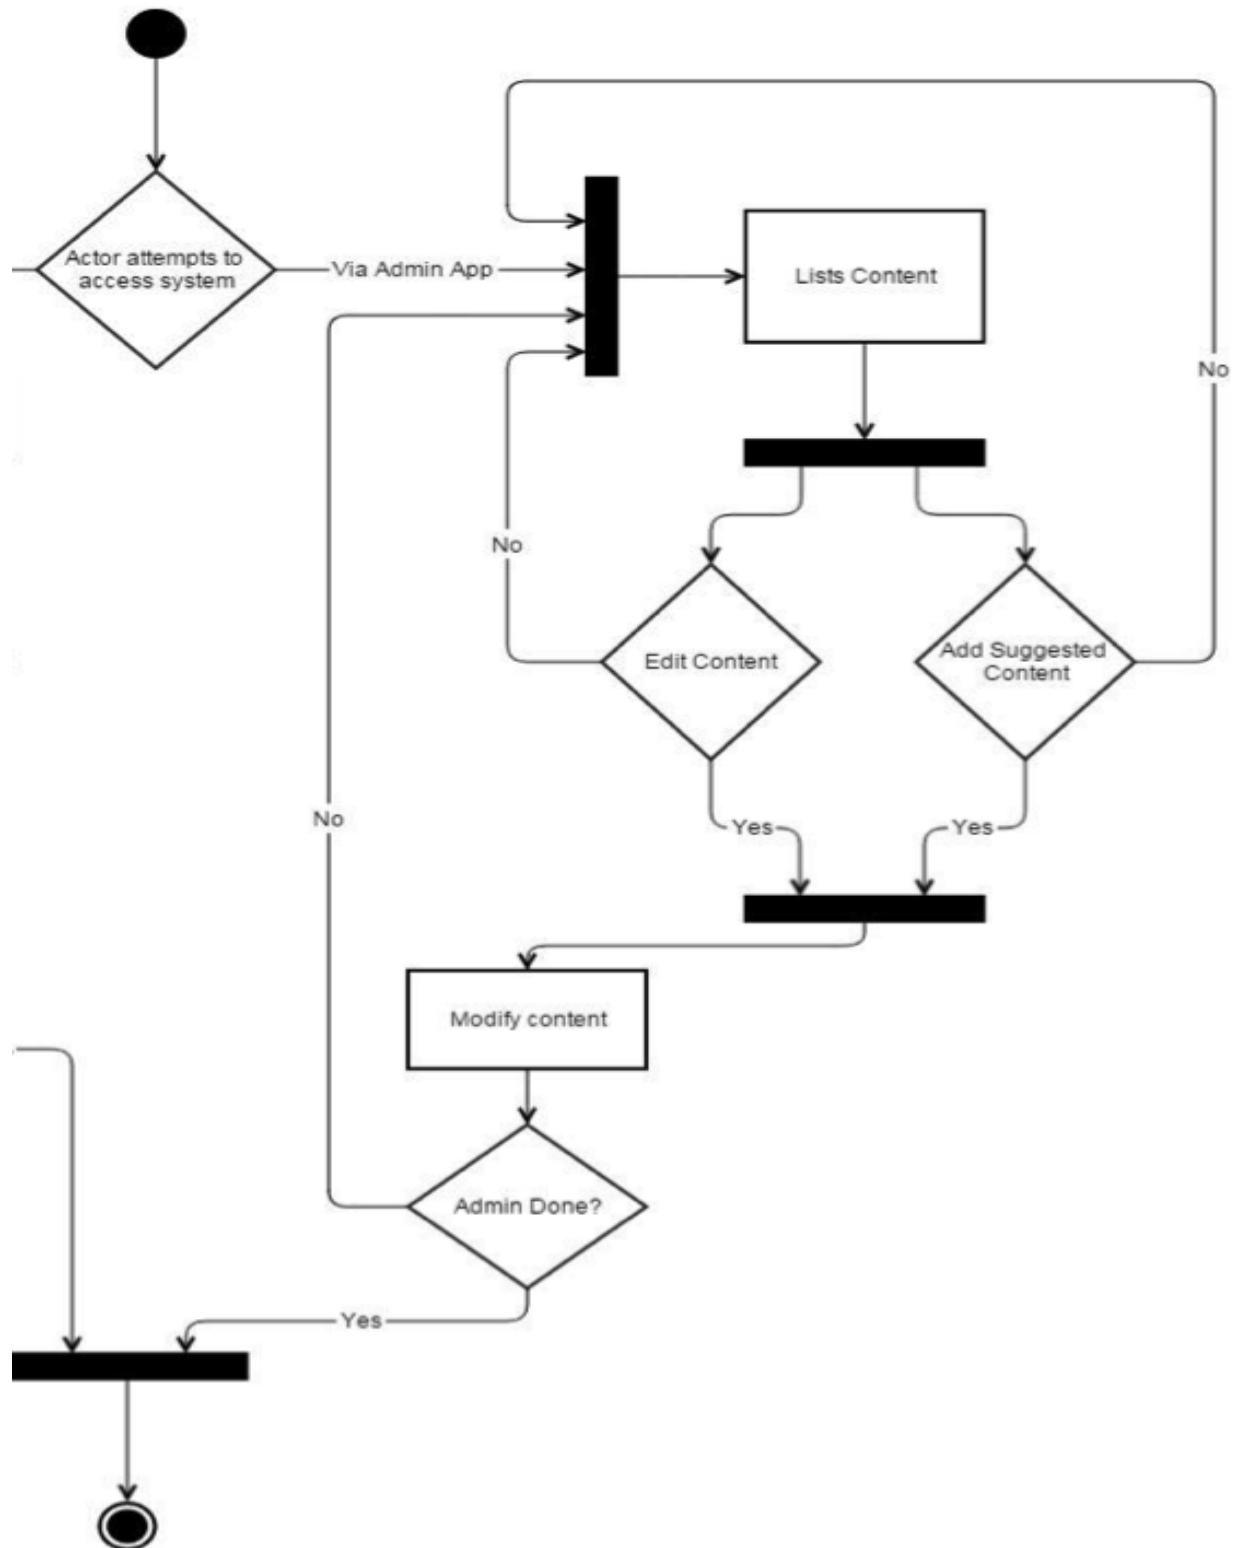 Actor attempts to
access system
Via Admin App
Lists Content
No
No
Edit Content
Add Suggested
Content
No
Yes
Yes
Modify content
Admin Done?
Yes